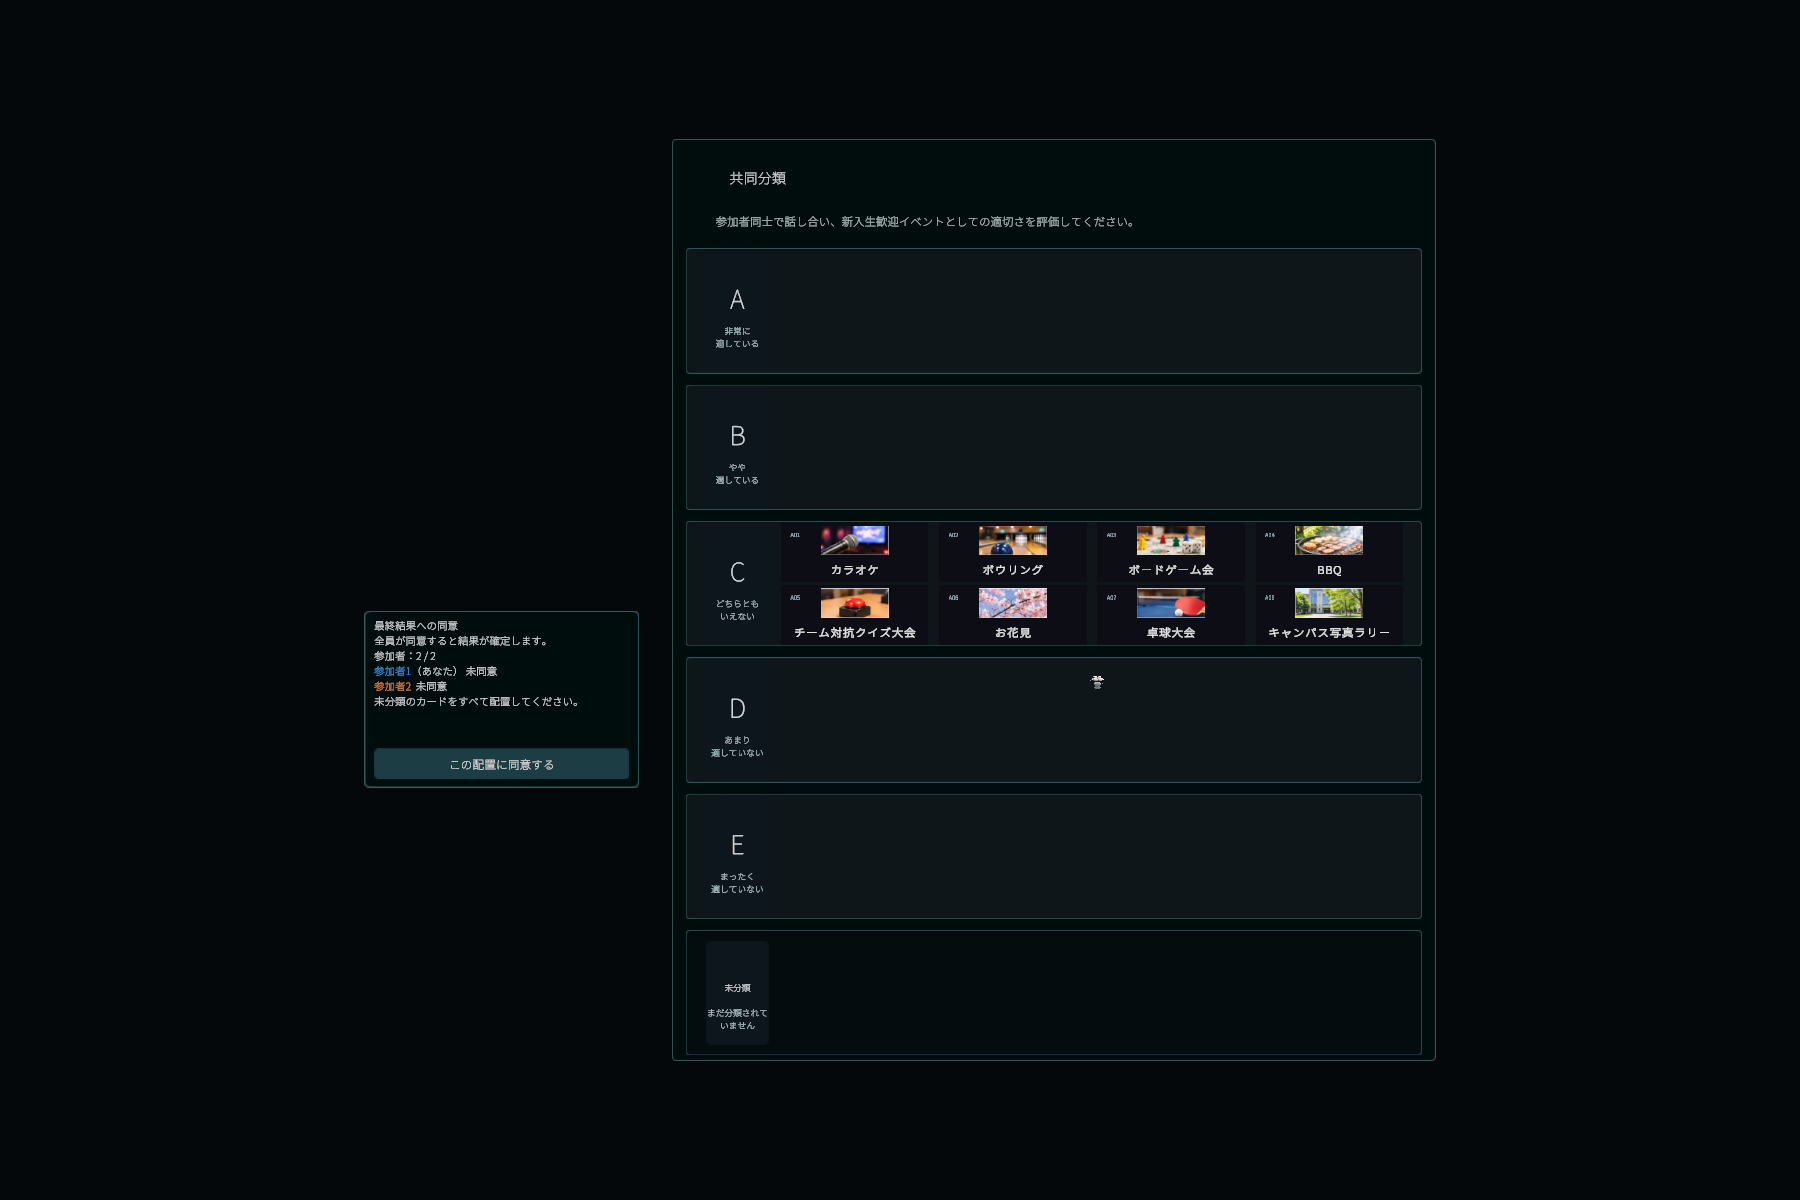 共同分類
参加者同士で話し合い、新入生歓迎イベントとしての適切さを評価してください。
A
非常に
適している
B
やや
適している
C
どちらとも
いえない
A01
カラオケ
A02
ボウリング
A03
ボードゲーム会
A04
BBQ
A05
チーム対抗クイズ大会
A06
お花見
A07
卓球大会
A08
キャンパス写真ラリー
D
あまり
適していない
E
まったく
適していない
未分類
まだ分類されて
いません
最終結果への同意
全員が同意すると結果が確定します。
参加者：2/2
参加者1（あなた） 未同意
参加者2 未同意
未分類のカードをすべて配置してください。
この配置に同意する